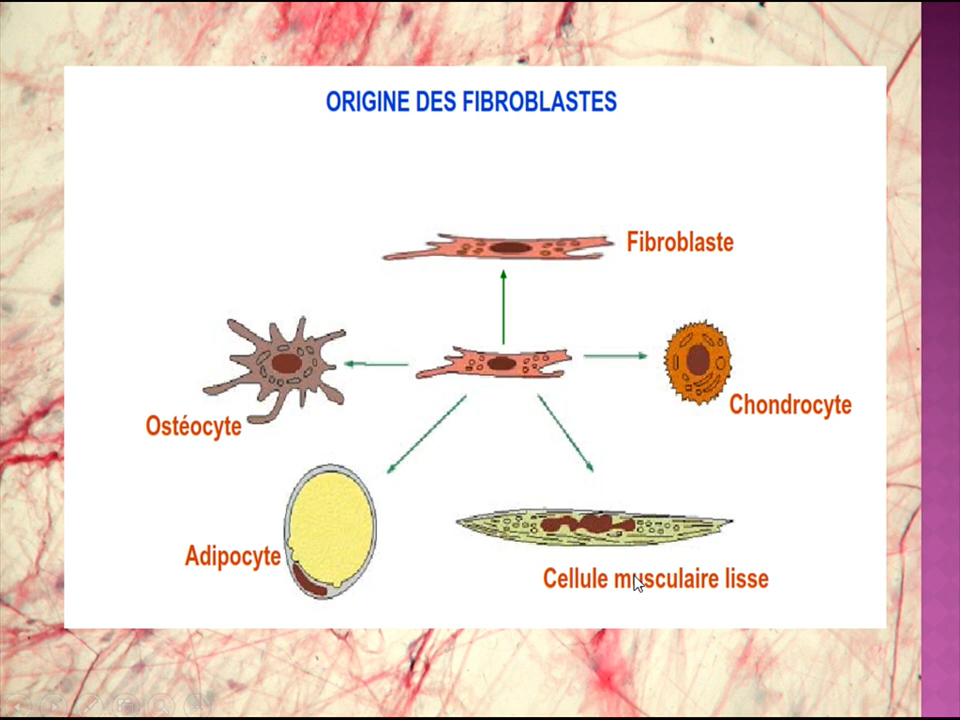 ORIGINE DES FIBROBLASTES
Fibroblaste
Chondrocyte
Ostéocyte
Adipocyte
Cellule musculaire lisse